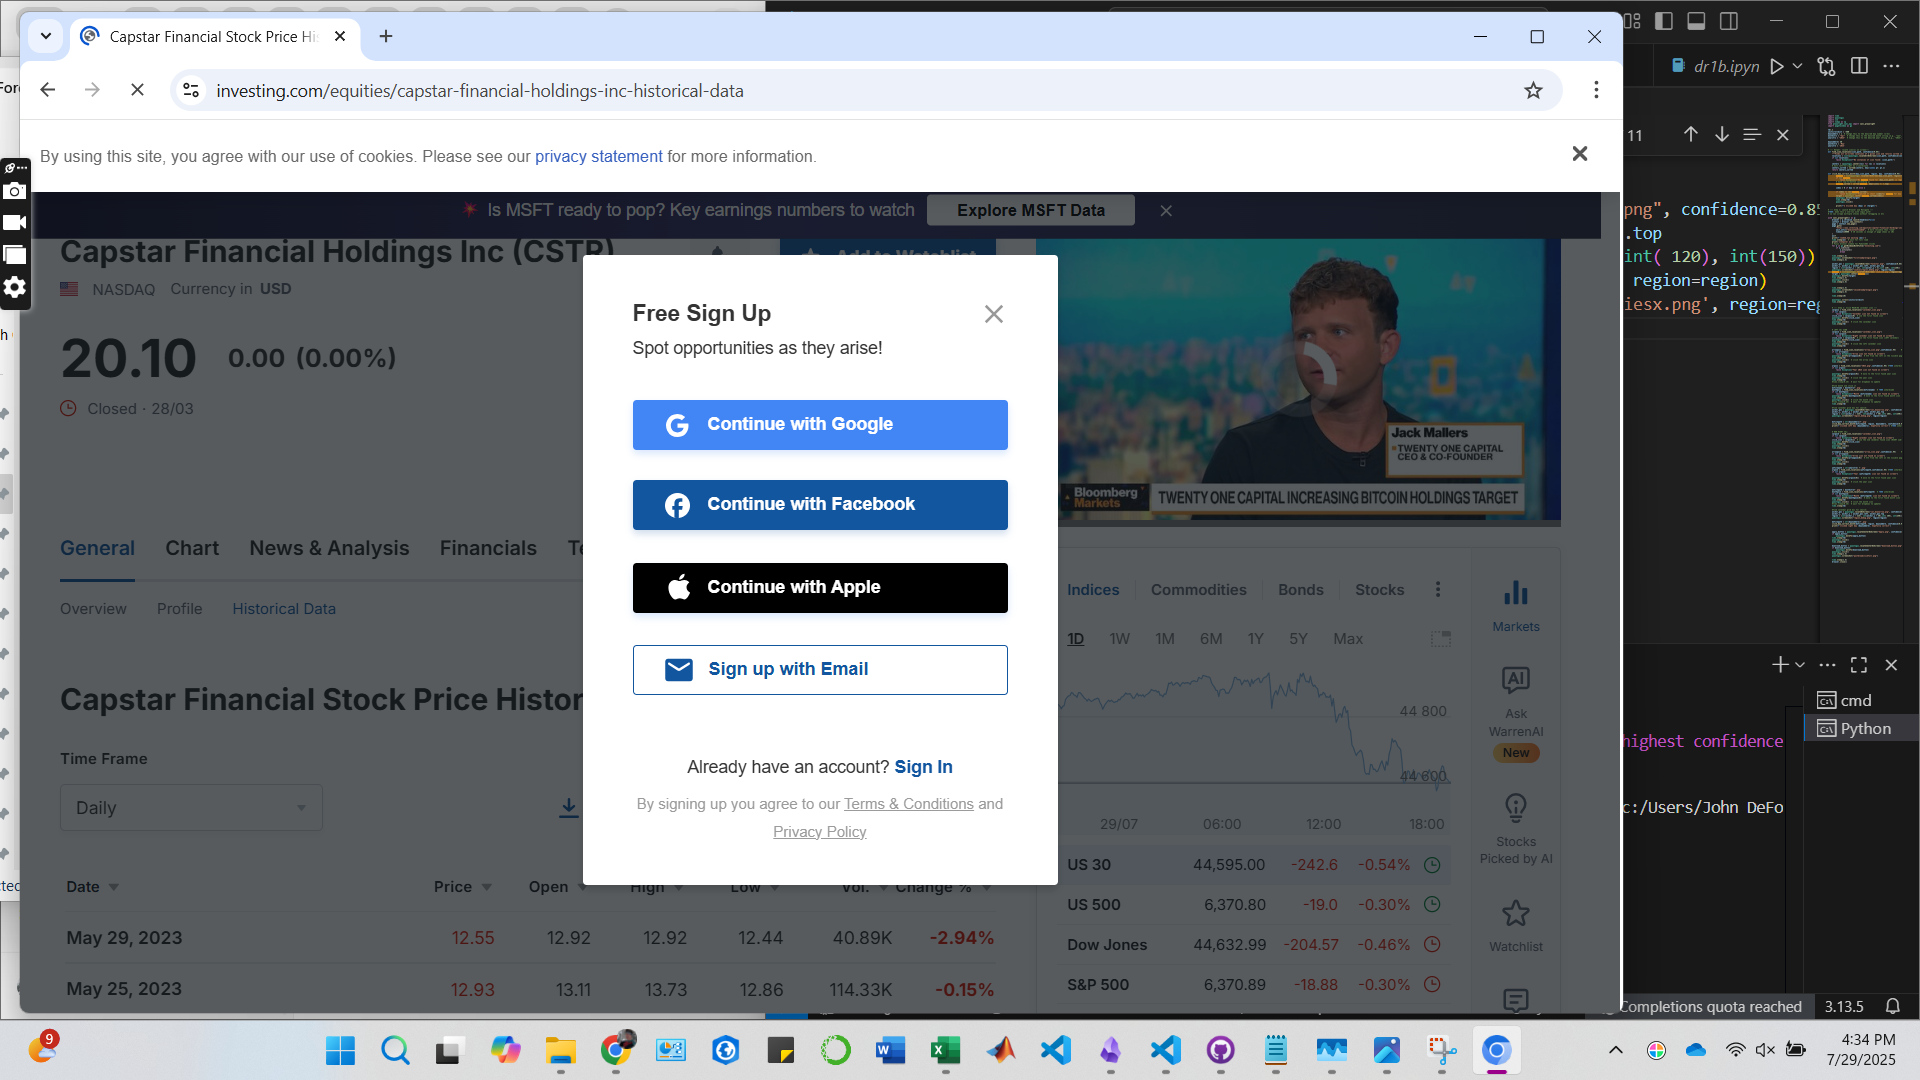 Capstar Financial Stock Price Hi
investing.com/equities/capstar-financial-holdings-inc-historical-data
By using this site, you agree with our use of cookies. Please see our privacy statement for more information.
Is MSFT ready to pop? Key earnings numbers to watch
Explore MSFT Data
Capstar Financial Holdings Inc (CSTR)
Add to Watchlist
NASDAQ Currency in USD
20.10 0.00 (0.00%)
Closed · 28/03
General Chart News & Analysis Financials Te
Overview Profile Historical Data
Capstar Financial Stock Price Histor
Time Frame
Daily
Date Price Open High Low Vol. Change %
May 29, 2023 12.55 12.92 12.92 12.44 40.89K -2.94%
May 25, 2023 12.93 13.11 13.73 12.86 114.33K -0.15%
Free Sign Up
Spot opportunities as they arise!
Continue with Google
Continue with Facebook
Continue with Apple
Sign up with Email
Already have an account? Sign In
By signing up you agree to our Terms & Conditions and
Privacy Policy
Jack Mallers
TWENTY ONE CAPITAL
CEO & CO-FOUNDER
Bloomberg
Markets
TWENTY ONE CAPITAL INCREASING BITCOIN HOLDINGS TARGET
Indices Commodities Bonds Stocks
1D 1W 1M 6M 1Y 5Y Max
44 800
44 600
29/07 06:00 12:00 18:00
US 30 44,595.00 -242.6 -0.54%
US 500 6,370.80 -19.0 -0.30%
Dow Jones 44,632.99 -204.57 -0.46%
S&P 500 6,370.89 -18.88 -0.30%
Markets
AI
Ask
WarrenAI
New
Stocks
Picked by AI
Watchlist
dr1b.ipyn
11
png", confidence=0.85
.top
int( 120), int(150))
region=region)
iesx.png', region=reg
cmd
Python
highest confidence
c:/Users/John DeFo
Completions quota reached 3.13.5
For
h
cted
9
4:34 PM
7/29/2025